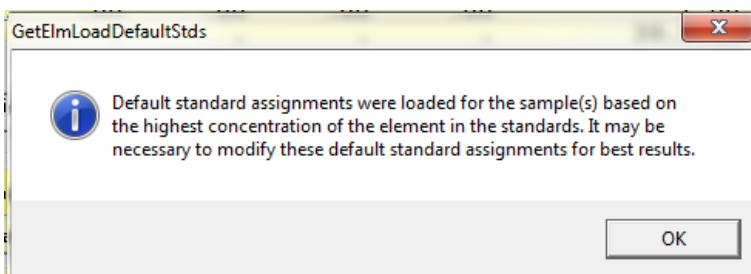 GetElmLoadDefaultStds
Default standard assignments were loaded for the sample(s) based on
the highest concentration of the element in the standards. It may be
necessary to modify these default standard assignments for best results.
OK